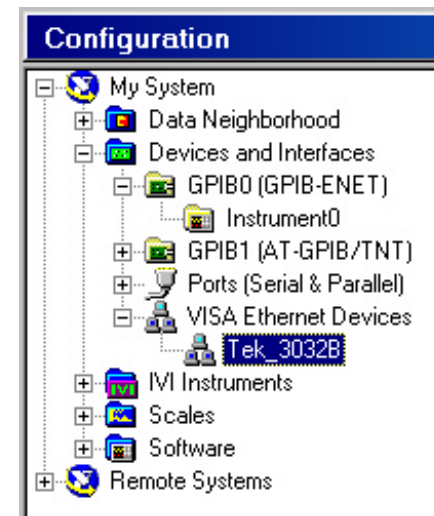 Configuration
My System
Data Neighborhood
Devices and Interfaces
GPIB0 (GPIB-ENET)
Instrument0
GPIB1 (AT-GPIB/TNT)
Ports (Serial & Parallel)
VISA Ethernet Devices
Tek_3032B
IVI Instruments
Scales
Software
Remote Systems